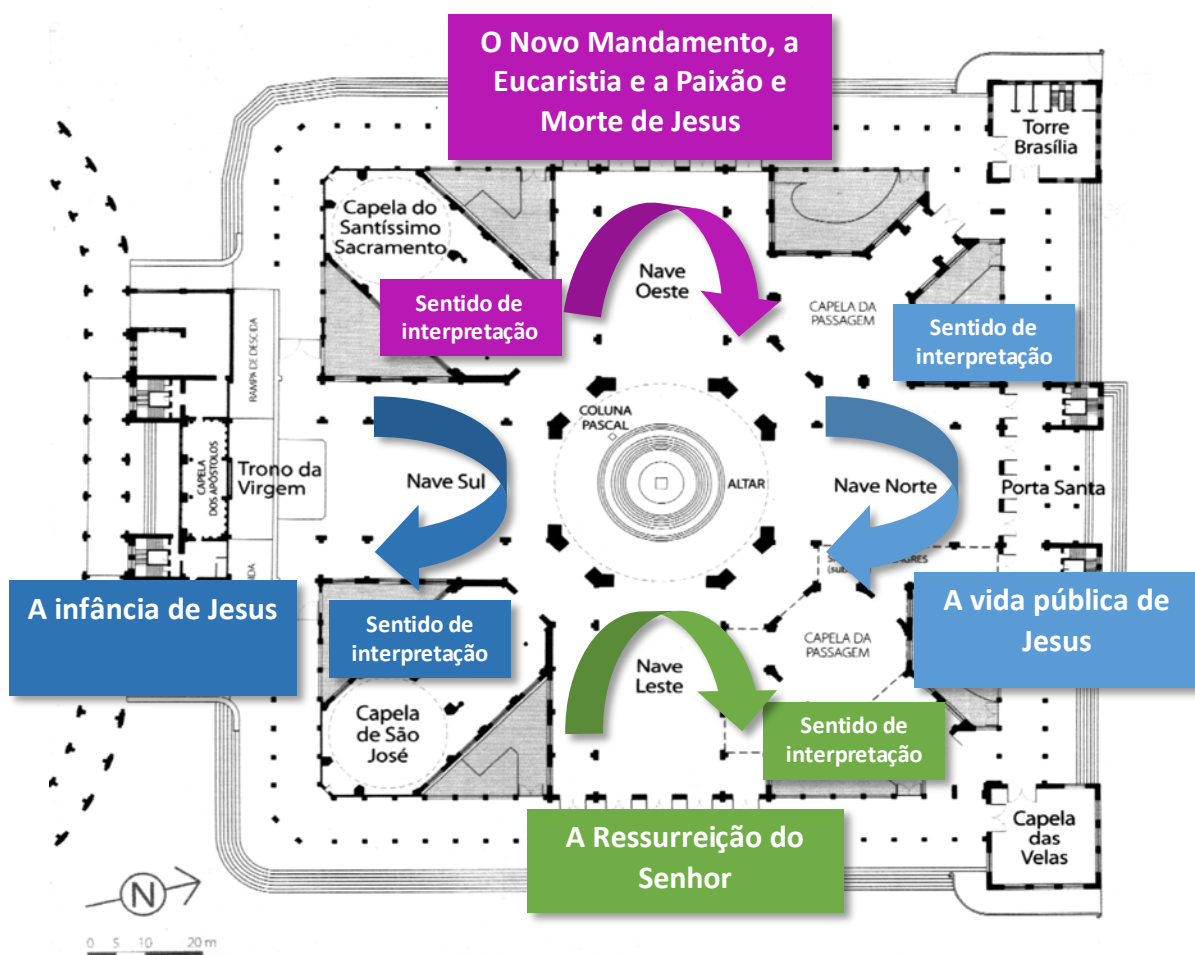 O Novo Mandamento, a
Eucaristia e a Paixão e
Morte de Jesus
Torre
Brasília
Capela do
Santíssimo
Sacramento
Nave
Oeste
Sentido de
interpretação
CAPELA DA
PASSAGEM
Sentido de
interpretação
RAMPA DE DESCIDA
COLUNA
PASCAL
CAPELA
DOS APÓSTOLOS
Trono da
Virgem
Nave Sul
ALTAR
Nave Norte
Porta Santa
A infância de Jesus
Sentido de
interpretação
A vida pública de
Jesus
CAPELA DA
PASSAGEM
Nave
Leste
Capela
de São
José
Sentido de
interpretação
A Ressurreição do
Senhor
Capela
das
Velas
N
0 5 10 20 m